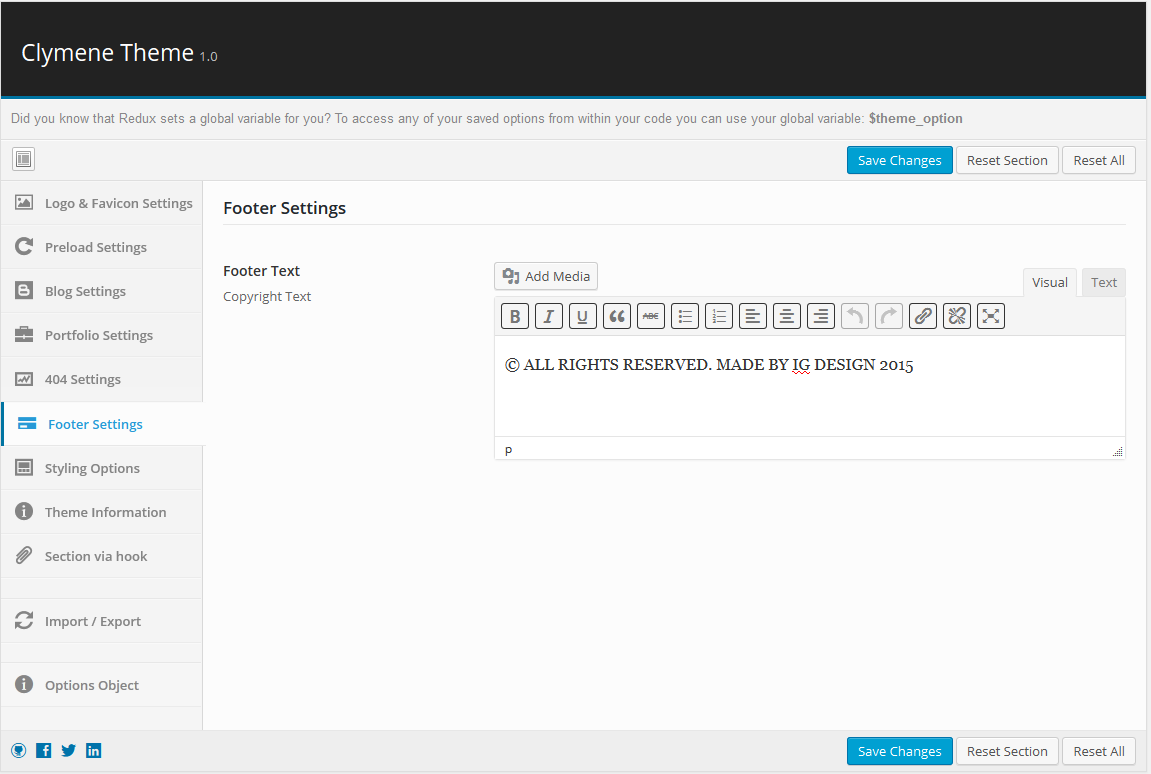 Clymene Theme 1.0
Did you know that Redux sets a global variable for you? To access any of your saved options from within your code you can use your global variable: $theme_option
Save Changes
Reset Section
Reset All
Logo & Favicon Settings
Preload Settings
Blog Settings
Portfolio Settings
404 Settings
Footer Settings
Styling Options
Theme Information
Section via hook
Import / Export
Options Object
Footer Settings
Footer Text
Copyright Text
Add Media
Visual
Text
B I U ABC
© ALL RIGHTS RESERVED. MADE BY IG DESIGN 2015
p
Save Changes
Reset Section
Reset All